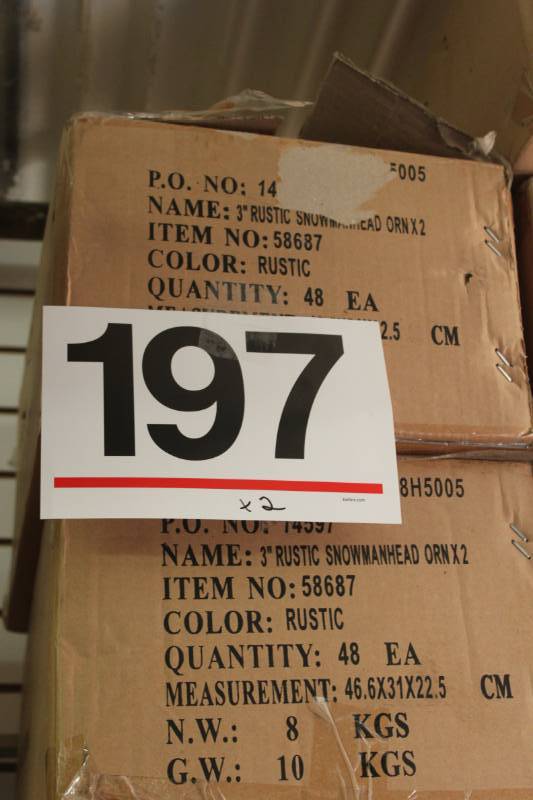 5005
P.O. NO: 14
NAME: 3" RUSTIC SNOWMANHEAD ORN X 2
ITEM NO: 58687
COLOR: RUSTIC
QUANTITY: 48 EA
2.5 CM
197
x2
8H5005
P.O. NO: 14597
NAME: 3" RUSTIC SNOWMANHEAD ORN X 2
ITEM NO: 58687
COLOR: RUSTIC
QUANTITY: 48 EA
MEASUREMENT: 46.6X31X22.5 CM
N.W.: 8 KGS
G.W.: 10 KGS